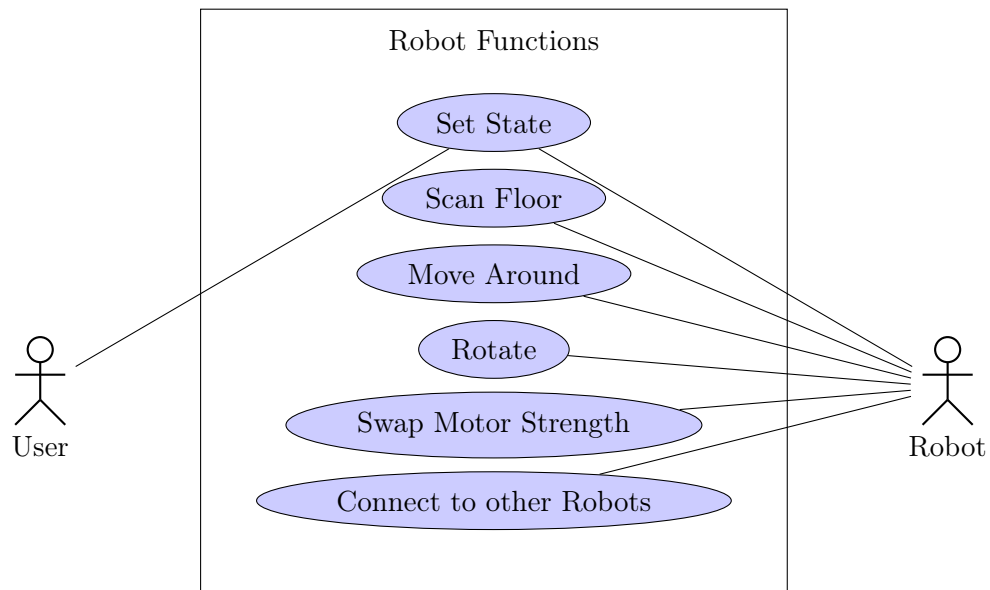 Robot Functions
Set State
Scan Floor
Move Around
Rotate
Swap Motor Strength
Connect to other Robots
User
Robot